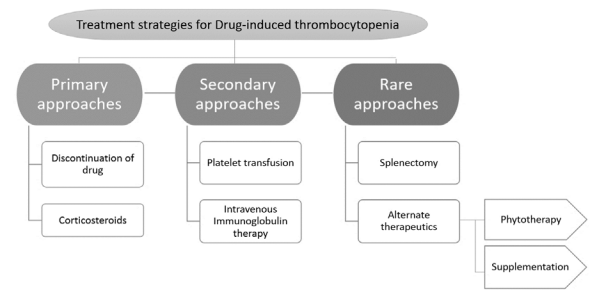 Treatment strategies for Drug-induced thrombocytopenia
Primary
approaches
Secondary
approaches
Rare
approaches
Discontinuation of
drug
Corticosteroids
Platelet transfusion
Intravenous
Immunoglobulin
therapy
Splenectomy
Alternate
therapeutics
Phytotherapy
Supplementation